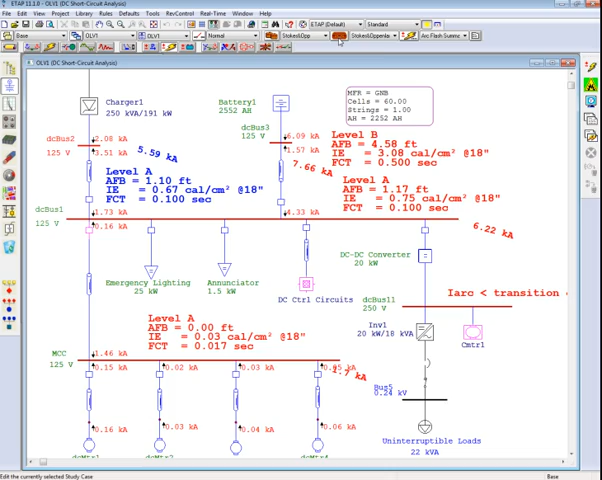 ETAP 11.1.0 - OLV1 (DC Short-Circuit Analysis)
File Edit View Project Library Rules Defaults Tools RevControl Real-Time Window Help
ETAP (Default) Standard
Base OLV1 OLV1 Normal Stoke&Opp Stoke&OppenAs Arc Flash Summa
OLV1 (DC Short-Circuit Analysis)
Charger1
250 kVA/191 kW
Battery1
2552 AH
MFR = GNB
Cells = 60.00
Strings = 1.00
AH = 2252 AH
dcBus2
125 V
2.08 kA
3.51 kA
5.59 kA
dcBus3
125 V
6.09 kA
1.57 kA
7.66 kA
Level B
AFB = 4.58 ft
IE = 3.08 cal/cm² @18"
FCT = 0.500 sec
Level A
AFB = 1.10 ft
IE = 0.67 cal/cm² @18"
FCT = 0.100 sec
Level A
AFB = 1.17 ft
IE = 0.75 cal/cm² @18"
FCT = 0.100 sec
dcBus1
125 V
1.73 kA
0.16 kA
4.33 kA
6.22 kA
Emergency Lighting
25 kW
Annunciator
1.5 kW
DC Ctrl Circuits
DC-DC Converter
20 kW
dcBus11
250 V
Iarc < transition
Inv1
20 kW/18 kVA
Cmtr1
Level A
AFB = 0.00 ft
IE = 0.03 cal/cm² @18"
FCT = 0.017 sec
MCC
125 V
1.46 kA
0.15 kA
0.02 kA
0.03 kA
0.05 kA
1.7 kA
Bus5
0.24 kV
0.16 kA
0.03 kA
0.04 kA
0.06 kA
Uninterruptible Loads
22 kVA
dcMtr1
dcMtr2
dcMtr4
Edit the currently selected Study Case
Base